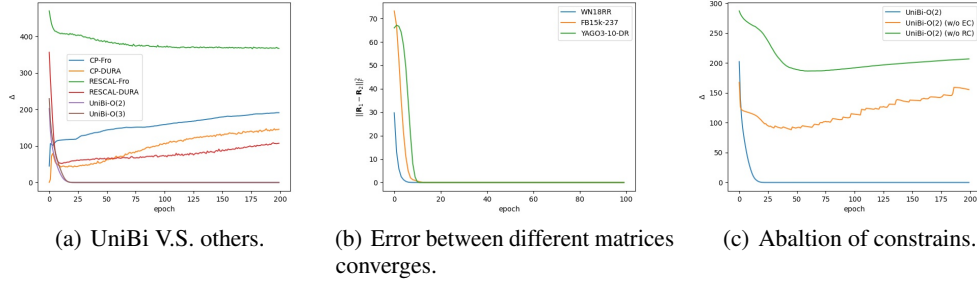 400
300
200
100
0
Δ
CP-Fro
CP-DURA
RESCAL-Fro
RESCAL-DURA
UniBi-O(2)
UniBi-O(3)
0 25 50 75 100 125 150 175 200
epoch
(a) UniBi V.S. others.
70
60
50
40
30
20
10
0
||R₁ − R₂||²F
WN18RR
FB15k-237
YAGO3-10-DR
0 20 40 60 80 100
epoch
(b) Error between different matrices
converges.
300
250
200
150
100
50
0
Δ
UniBi-O(2)
UniBi-O(2) (w/o EC)
UniBi-O(2) (w/o RC)
0 25 50 75 100 125 150 175 200
epoch
(c) Abaltion of constrains.